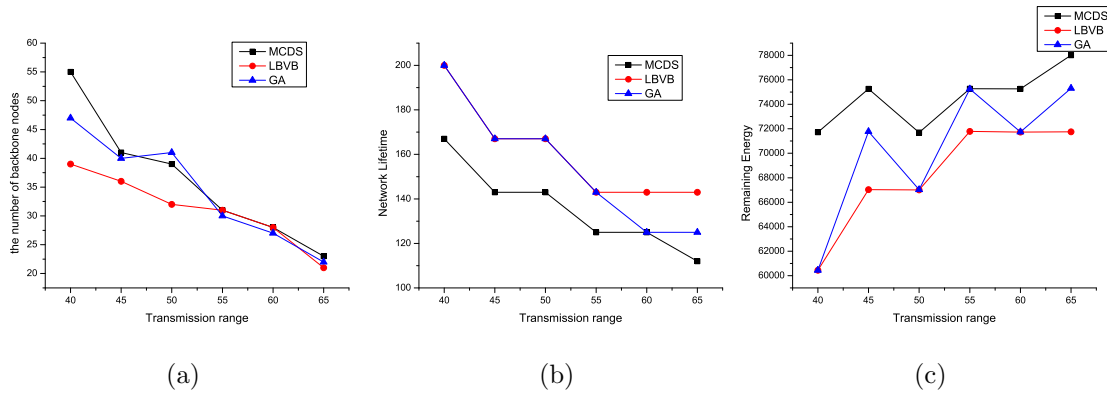 60
55
50
45
40
35
30
25
20
40
45
50
55
60
65
the number of backbone nodes
Transmission range
MCDS
LBVB
GA
(a)
200
180
160
140
120
100
40
45
50
55
60
65
Network Lifetime
Transmission range
MCDS
LBVB
GA
(b)
78000
76000
74000
72000
70000
68000
66000
64000
62000
60000
40
45
50
55
60
65
Remaining Energy
Transmission range
MCDS
LBVB
GA
(c)